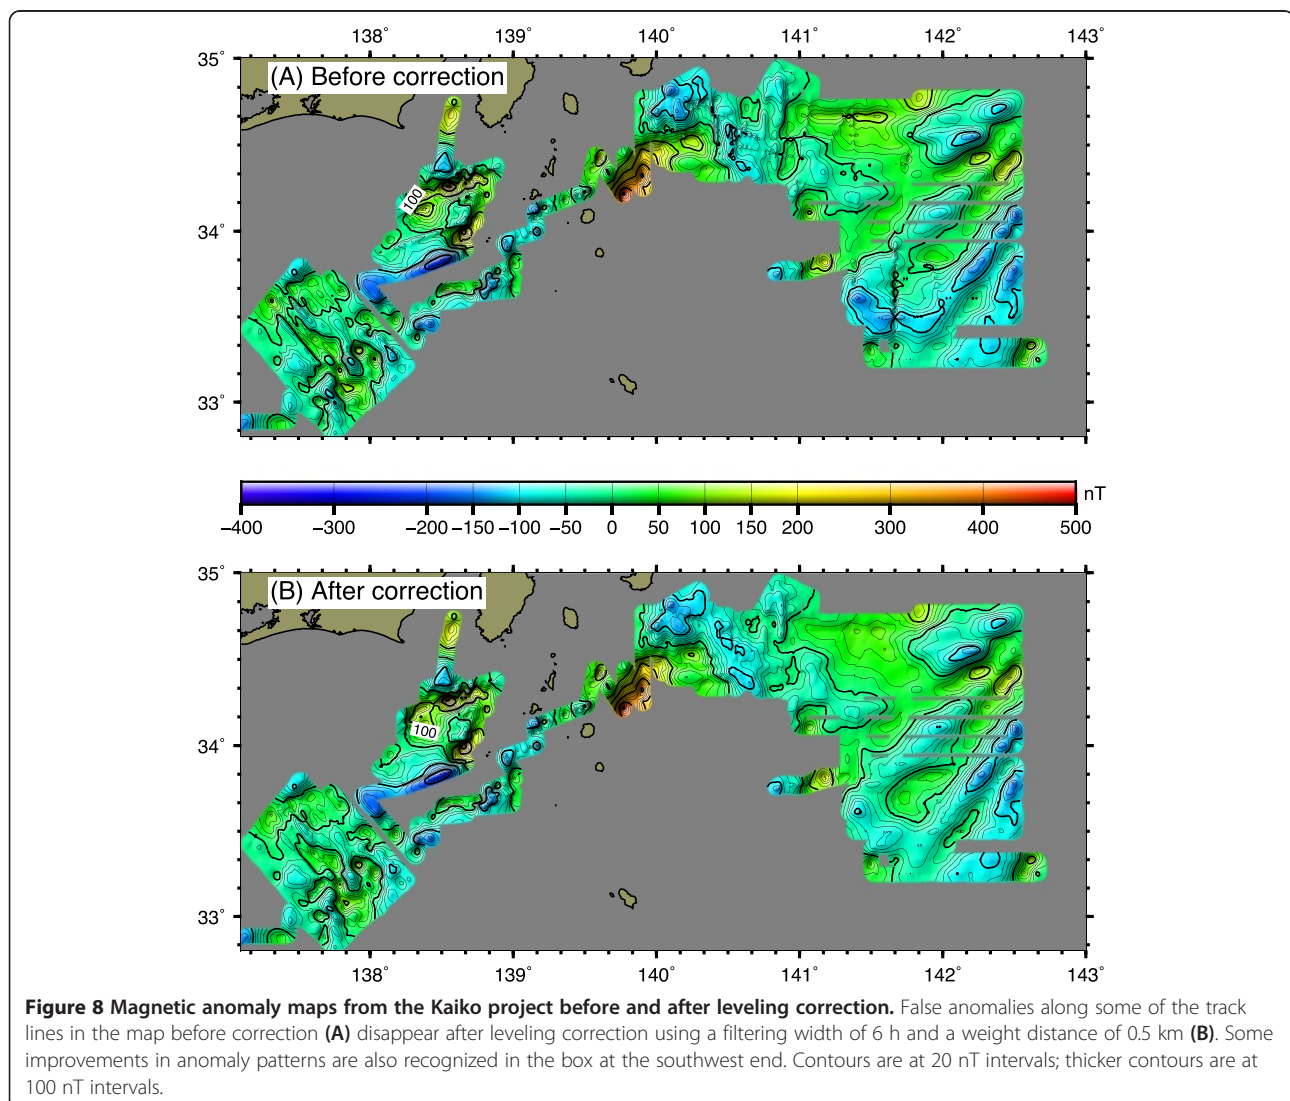 138° 139° 140° 141° 142° 143°
35°
(A) Before correction
100
34°
33°
nT
−400 −300 −200 −150 −100 −50 0 50 100 150 200 300 400 500
35°
(B) After correction
100
34°
33°
138° 139° 140° 141° 142° 143°
Figure 8 Magnetic anomaly maps from the Kaiko project before and after leveling correction. False anomalies along some of the track
lines in the map before correction (A) disappear after leveling correction using a filtering width of 6 h and a weight distance of 0.5 km (B). Some
improvements in anomaly patterns are also recognized in the box at the southwest end. Contours are at 20 nT intervals; thicker contours are at
100 nT intervals.